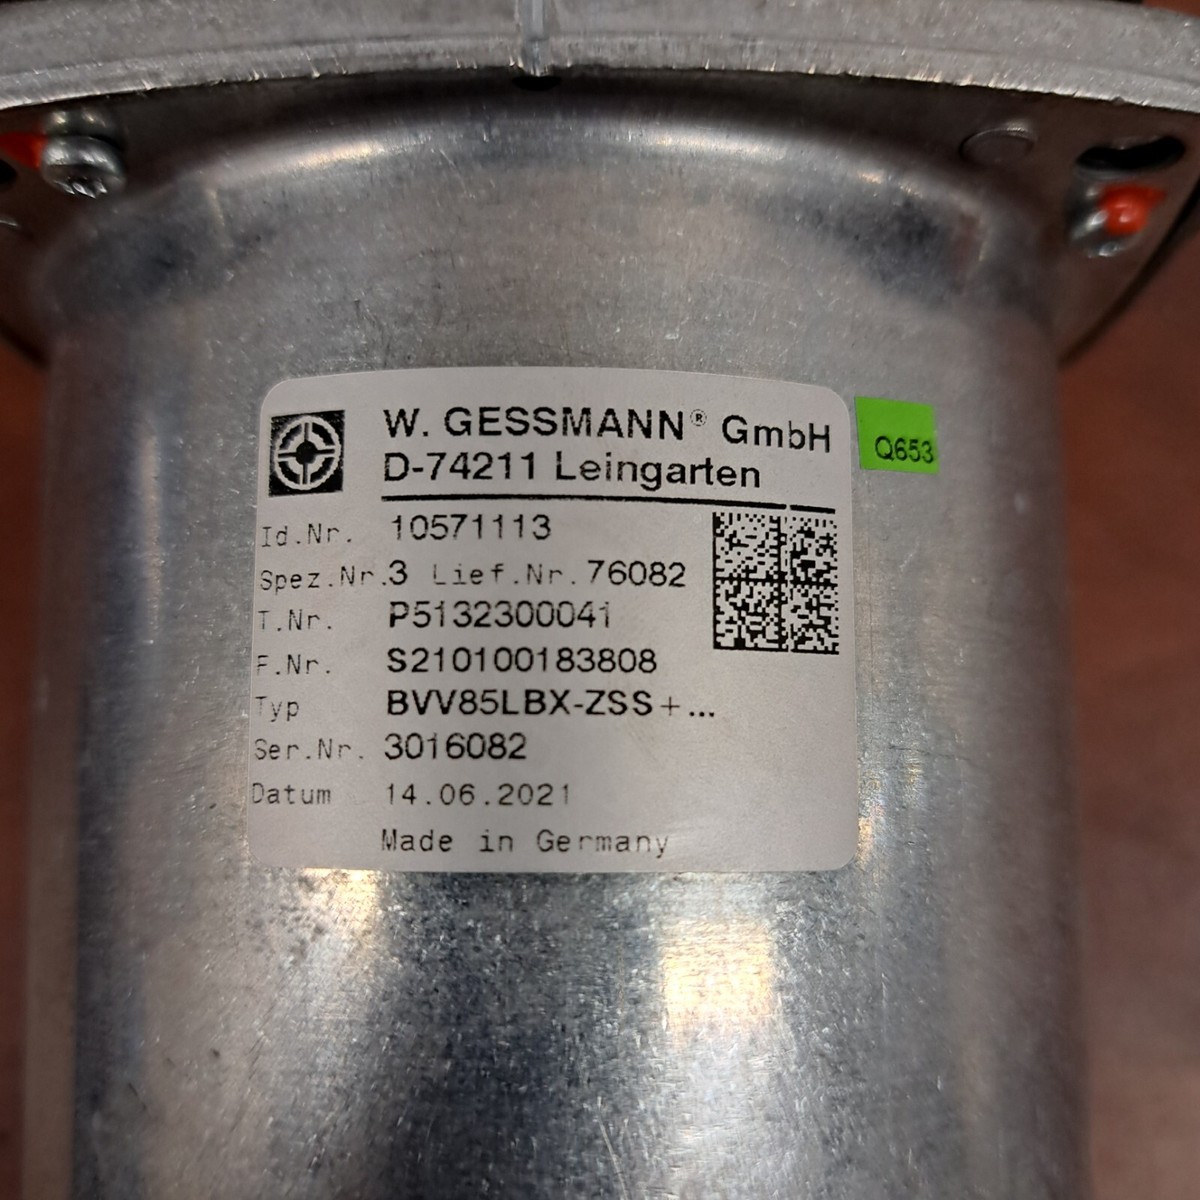 W. GESSMANN® GmbH
D-74211 Leingarten
Q653
Id.Nr. 10571113
Spez.Nr.3 Lief.Nr.76082
T.Nr. P5132300041
F.Nr. S210100183808
Typ BVV85LBX-ZSS+...
Ser.Nr. 3016082
Datum 14.06.2021
Made in Germany